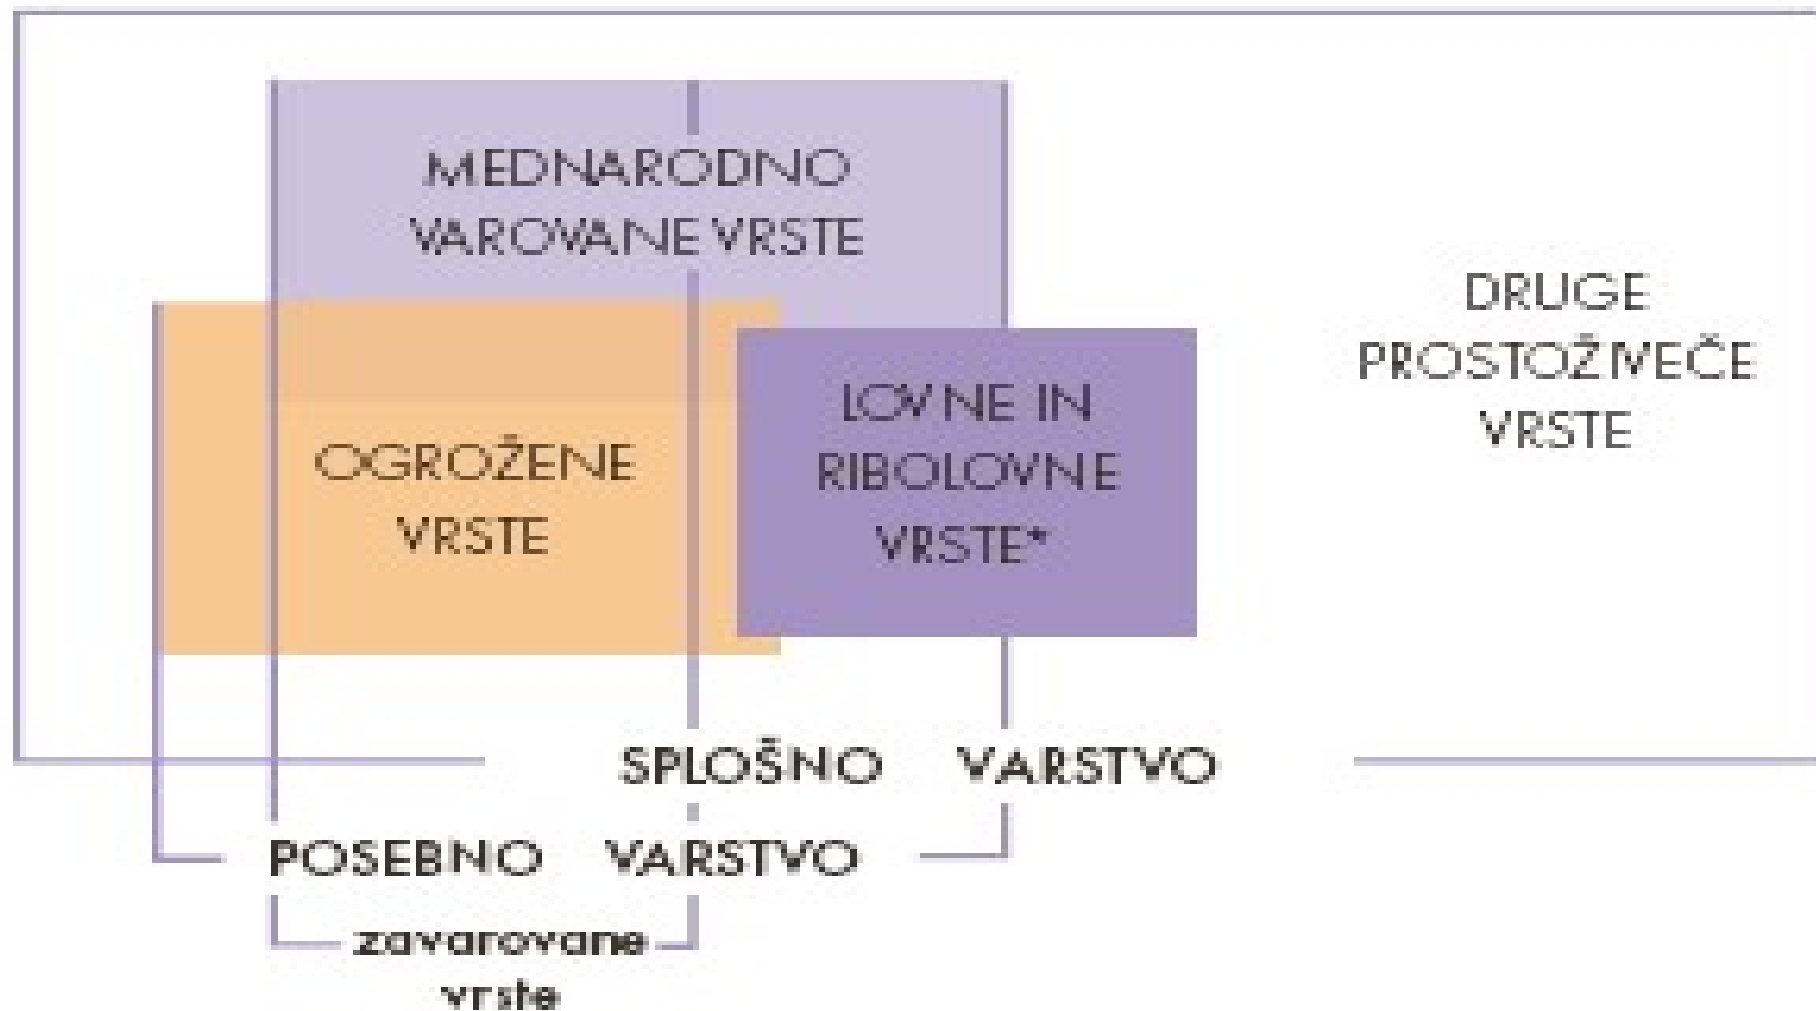 MEDNARODNO
VAROVANE VRSTE
OGROŽENE
VRSTE
LOVNE IN
RIBOLOVNE
VRSTE*
DRUGE
PROSTOŽIVEČE
VRSTE
SPLOŠNO VARSTVO
POSEBNO VARSTVO
zavarovane
vrste